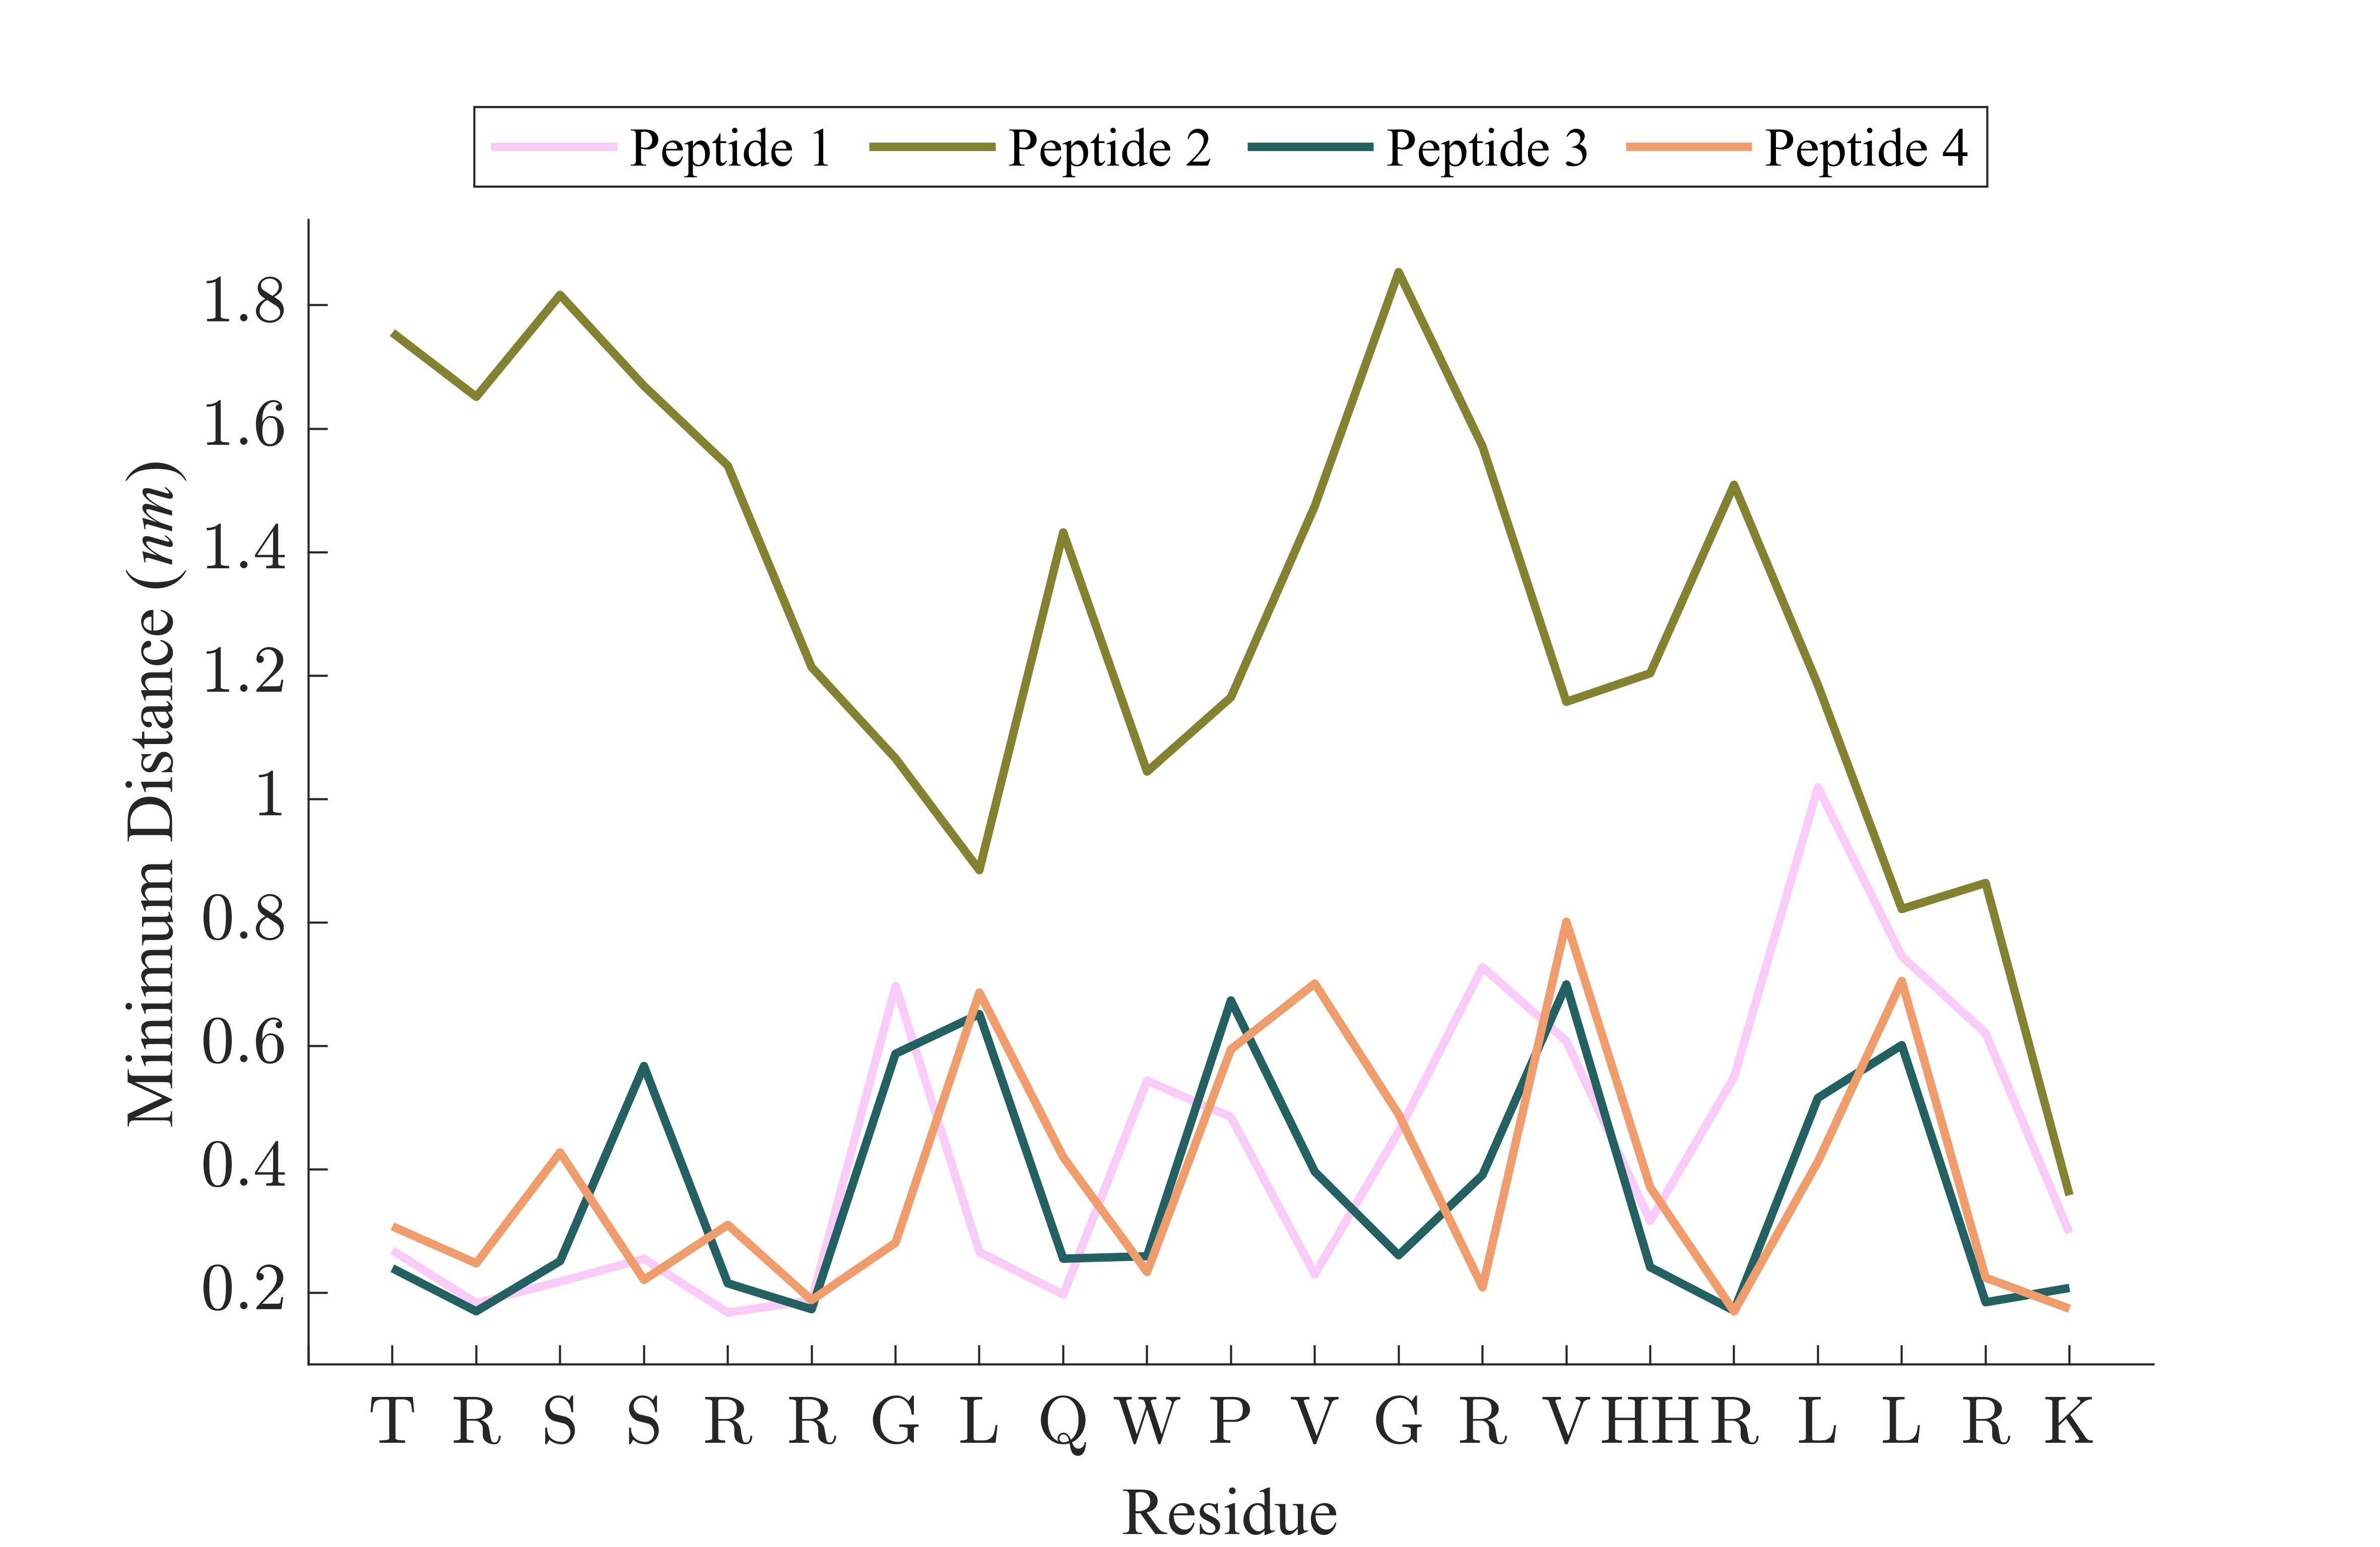 Peptide 1 Peptide 2 Peptide 3 Peptide 4
Minimum Distance (nm)
1.8
1.6
1.4
1.2
1
0.8
0.6
0.4
0.2
T R S S R R G L Q W P V G R V HHH R L L R K
Residue